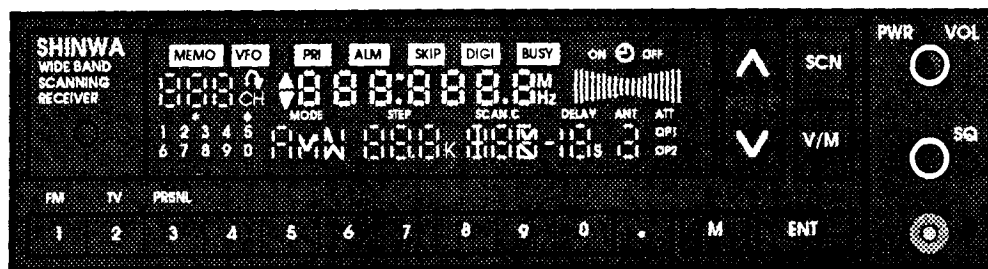 SHINWA
WIDE BAND
SCANNING
RECEIVER
MEMO VFO PRI ALM SKIP DIGI BUSY
ON OFF
CH
M
Hz
MODE STEP SCAN.C DELAY ANT ATT
1 2 3 4 5
6 7 8 9 0
K
S
OP1
OP2
SCN
V/M
PWR VOL
SQ
FM TV PRSNL
1 2 3 4 5 6 7 8 9 0 . M ENT